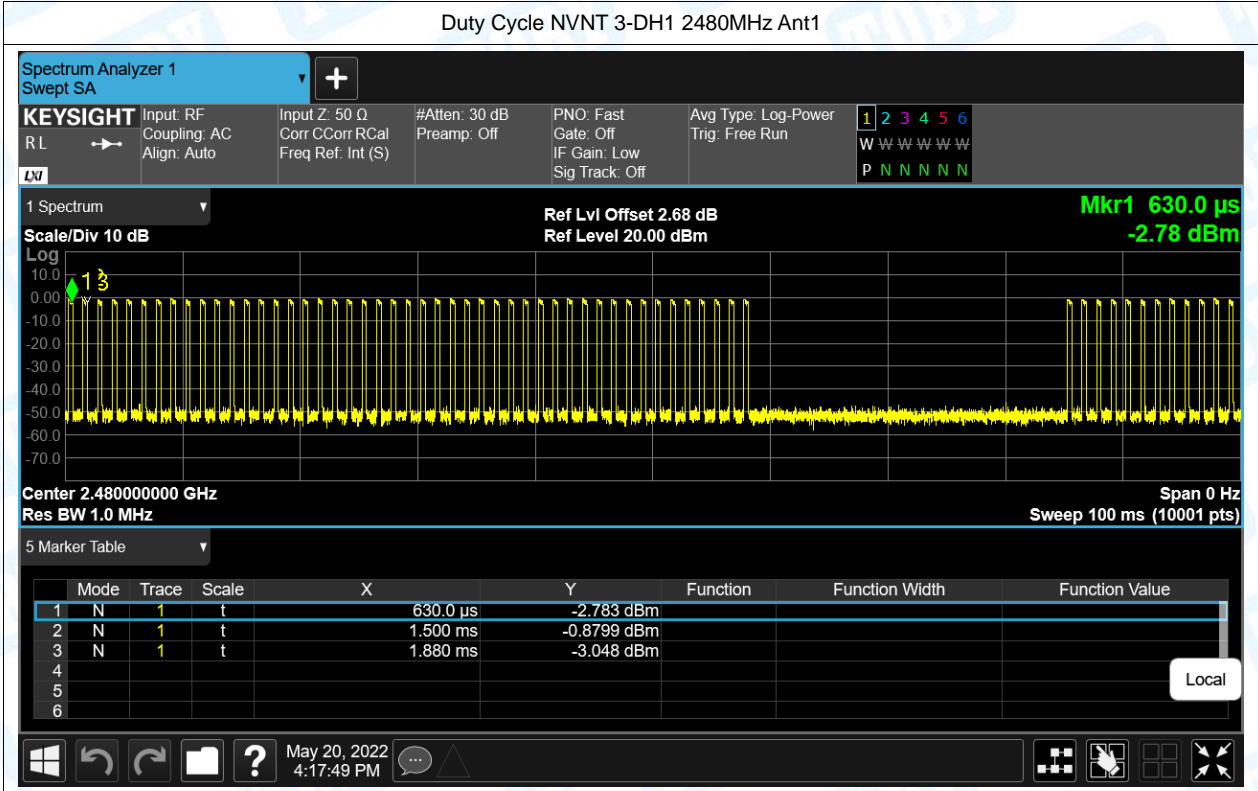 Duty Cycle NVNT 3-DH1 2480MHz Ant1
Spectrum Analyzer 1
Swept SA
KEYSIGHT
R L
LXI
Input: RF
Coupling: AC
Align: Auto
Input Z: 50 Ω
Corr CCorr RCal
Freq Ref: Int (S)
#Atten: 30 dB
Preamp: Off
PNO: Fast
Gate: Off
IF Gain: Low
Sig Track: Off
Avg Type: Log-Power
Trig: Free Run
1 2 3 4 5 6
W W W W W W
P N N N N N
1 Spectrum
Scale/Div 10 dB
Ref Lvl Offset 2.68 dB
Ref Level 20.00 dBm
Mkr1 630.0 µs
-2.78 dBm
Log
10.0
0.00
-10.0
-20.0
-30.0
-40.0
-50.0
-60.0
-70.0
1 3
Center 2.480000000 GHz
Res BW 1.0 MHz
Span 0 Hz
Sweep 100 ms (10001 pts)
5 Marker Table
Mode Trace Scale X Y Function Function Width Function Value
1 N 1 t 630.0 µs -2.783 dBm
2 N 1 t 1.500 ms -0.8799 dBm
3 N 1 t 1.880 ms -3.048 dBm
4
5
6
Local
May 20, 2022
4:17:49 PM